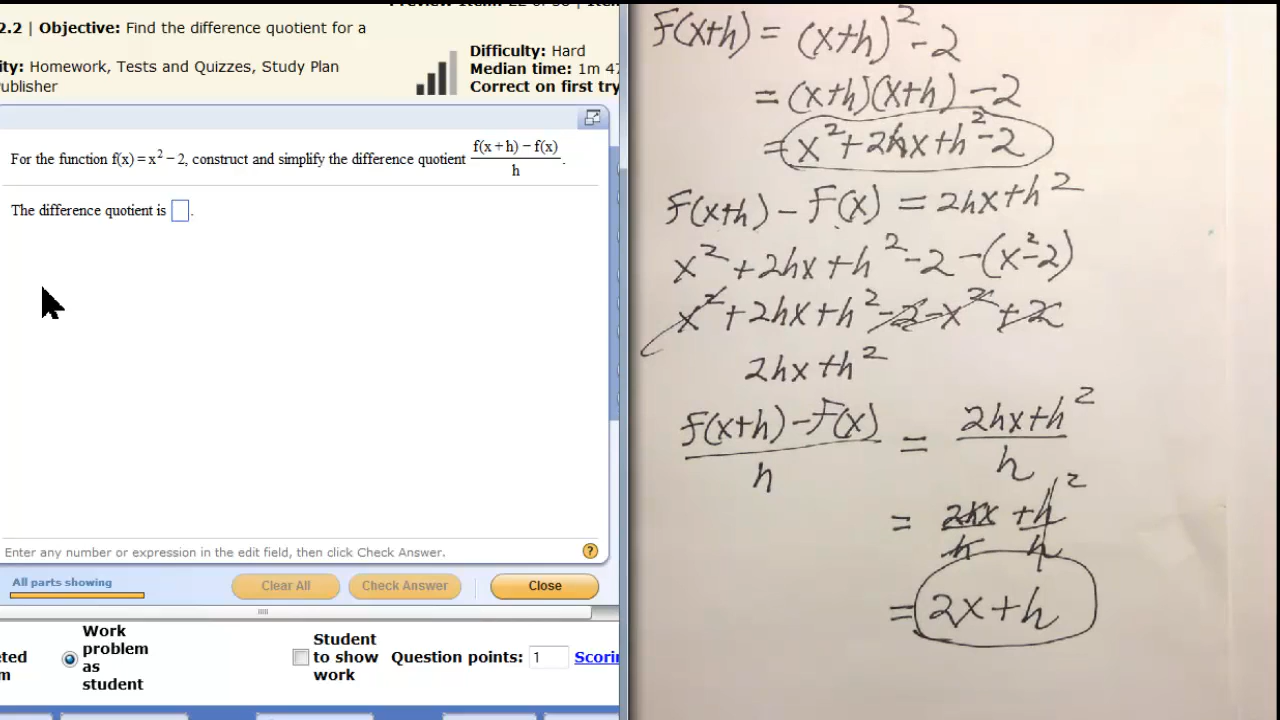 2.2 | Objective: Find the difference quotient for a
ity: Homework, Tests and Quizzes, Study Plan
ublisher
Difficulty: Hard
Median time: 1m 47
Correct on first try
For the function f(x) = x² − 2, construct and simplify the difference quotient f(x + h) − f(x) / h .
The difference quotient is .
Enter any number or expression in the edit field, then click Check Answer.
?
All parts showing
Clear All
Check Answer
Close
Work problem as student
Student to show work
Question points: 1
Scorin
F(x+h) = (x+h)² - 2
= (x+h)(x+h) - 2
= x² + 2hx + h² - 2
F(x+h) - F(x) = 2hx + h²
x² + 2hx + h² - 2 - (x² - 2)
x² + 2hx + h² - 2 - x² + 2
2hx + h²
F(x+h) - F(x) / h = 2hx + h² / h
= 2hx / h + h² / h
= 2x + h